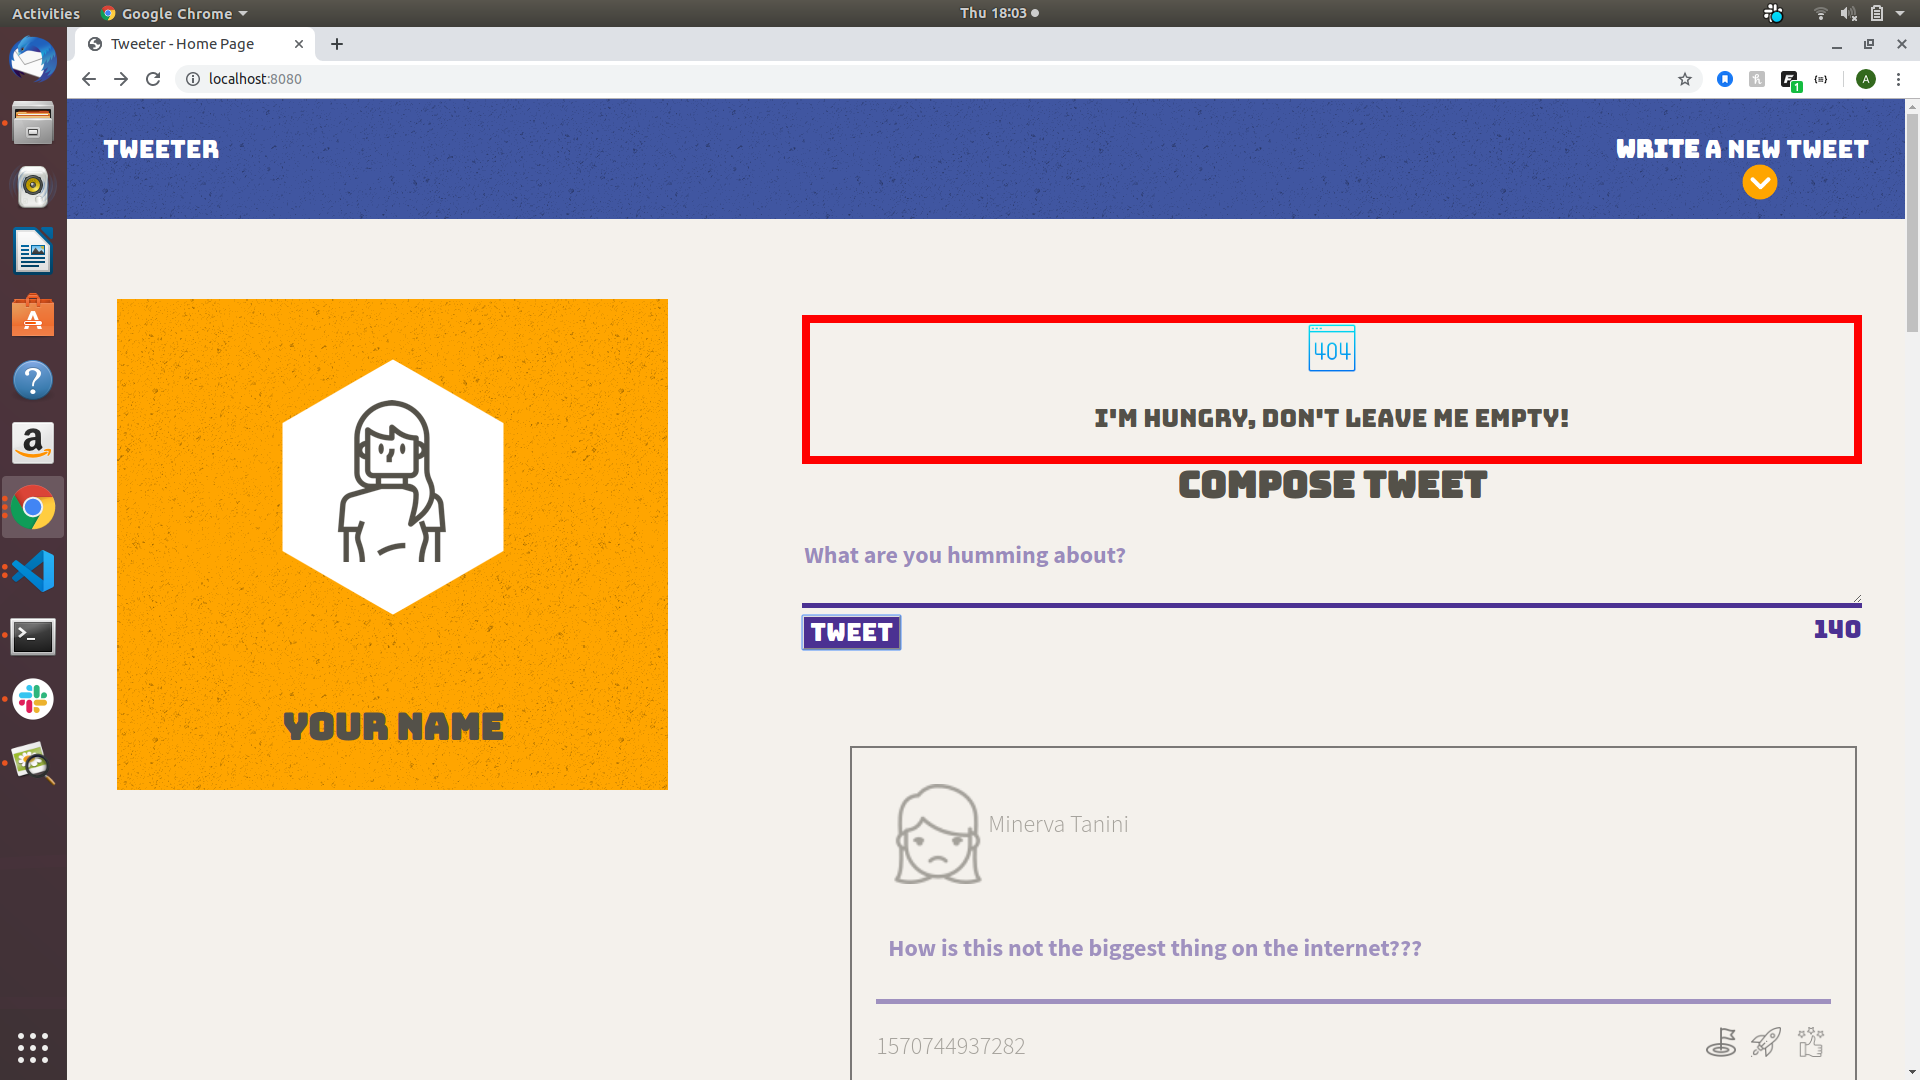 Activities
Google Chrome
Thu 18:03
Tweeter - Home Page
localhost:8080
A
1
TWEETER
WRITE A NEW TWEET
404
I'M HUNGRY, DON'T LEAVE ME EMPTY!
COMPOSE TWEET
What are you humming about?
TWEET
140
YOUR NAME
Minerva Tanini
How is this not the biggest thing on the internet???
1570744937282